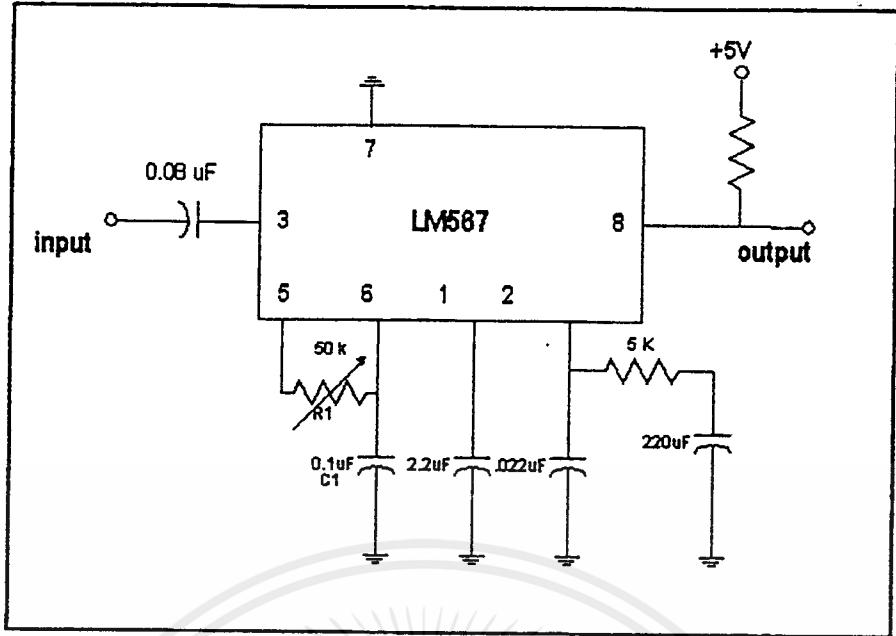 +5V
7
0.08 uF
3
LM567
8
input
output
5 6 1 2
50 k
5 K
R1
220uF
0.1uF 2.2uF .022uF
C1